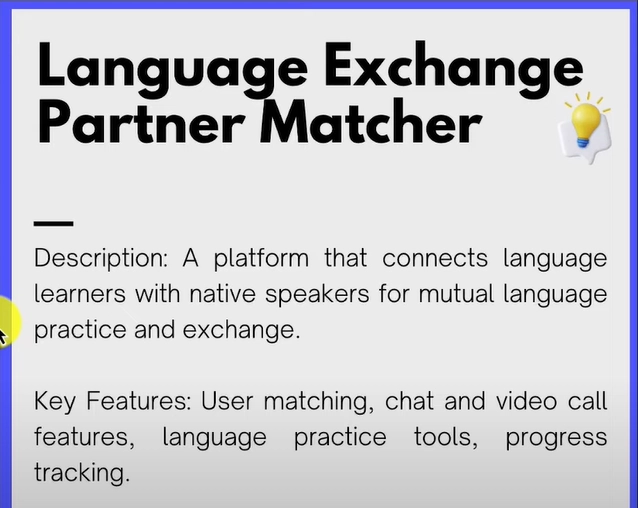 Language Exchange
Partner Matcher
Description: A platform that connects language
learners with native speakers for mutual language
practice and exchange.
Key Features: User matching, chat and video call
features, language practice tools, progress
tracking.